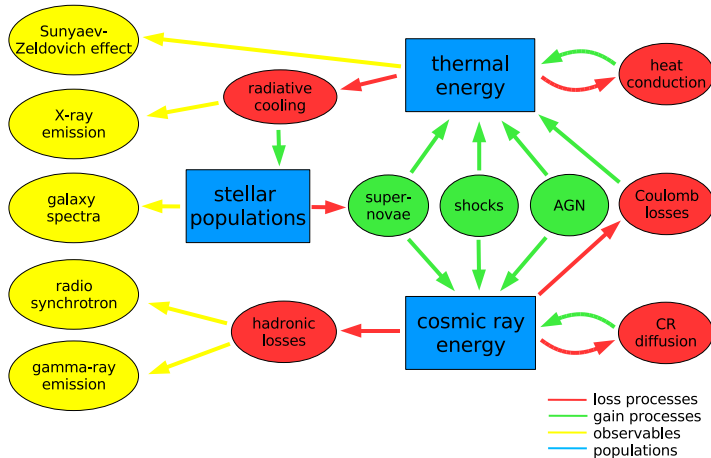 Sunyaev-
Zeldovich effect
thermal
energy
heat
conduction
radiative
cooling
X-ray
emission
stellar
populations
galaxy
spectra
super-
novae
shocks
AGN
Coulomb
losses
radio
synchrotron
hadronic
losses
cosmic ray
energy
CR
diffusion
gamma-ray
emission
loss processes
gain processes
observables
populations